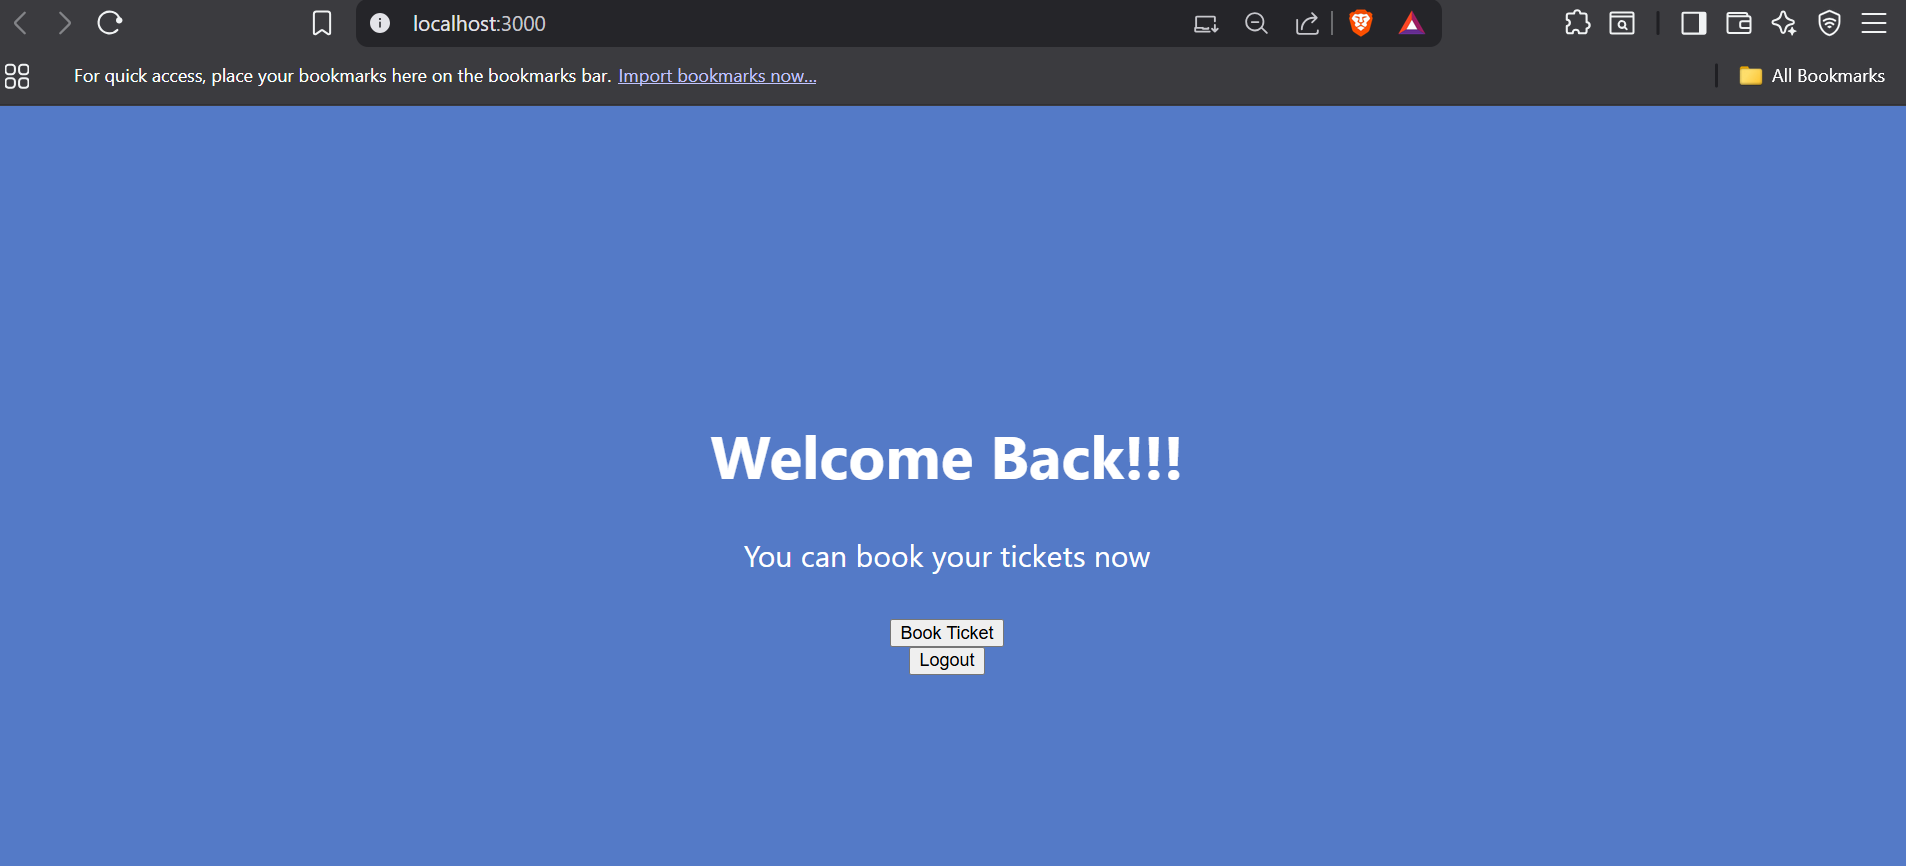 localhost:3000
For quick access, place your bookmarks here on the bookmarks bar. Import bookmarks now...
All Bookmarks
Welcome Back!!!
You can book your tickets now
Book Ticket
Logout